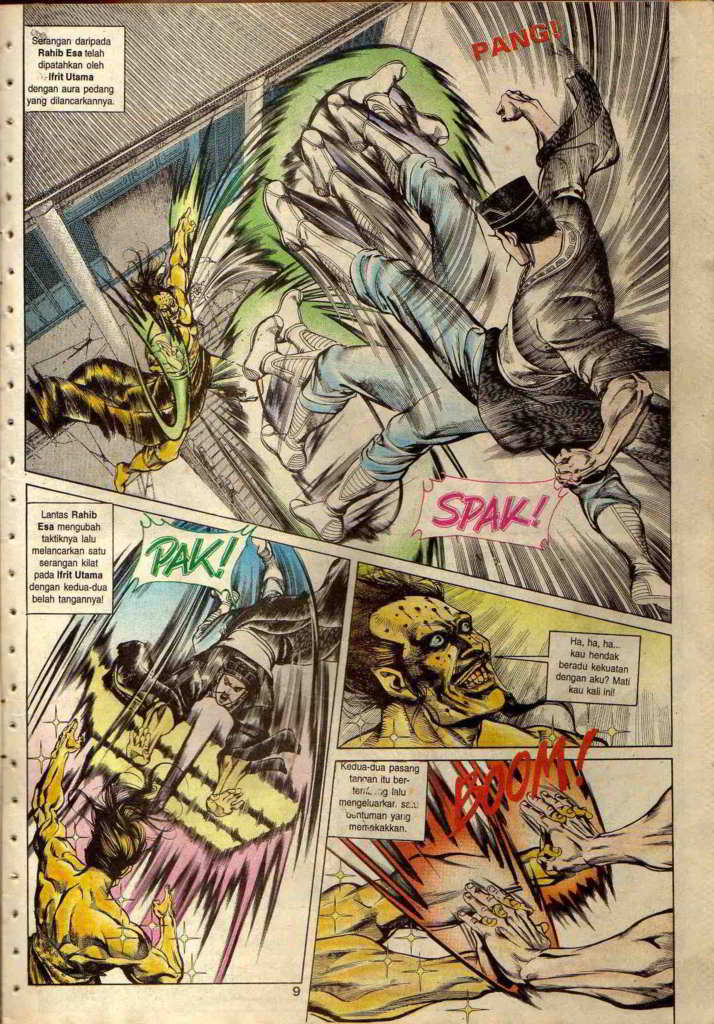 Serangan daripada
Rahib Esa telah
dipatahkan oleh
Ifrit Utama
dengan aura pedang
yang dilancarkannya.
PANG!
SPAK!
Lantas Rahib
Esa mengubah
taktiknya lalu
melancarkan satu
serangan kilat
pada Ifrit Utama
dengan kedua-dua
belah tangannya!
PAK!
Ha, ha, ha...
kau hendak
beradu kekuatan
dengan aku? Mati
kau kali ini!
Kedua-dua pasang
tangan itu ber-
lalu
mengeluarkan
dentuman yang
memekakkan.
BOOM!
9